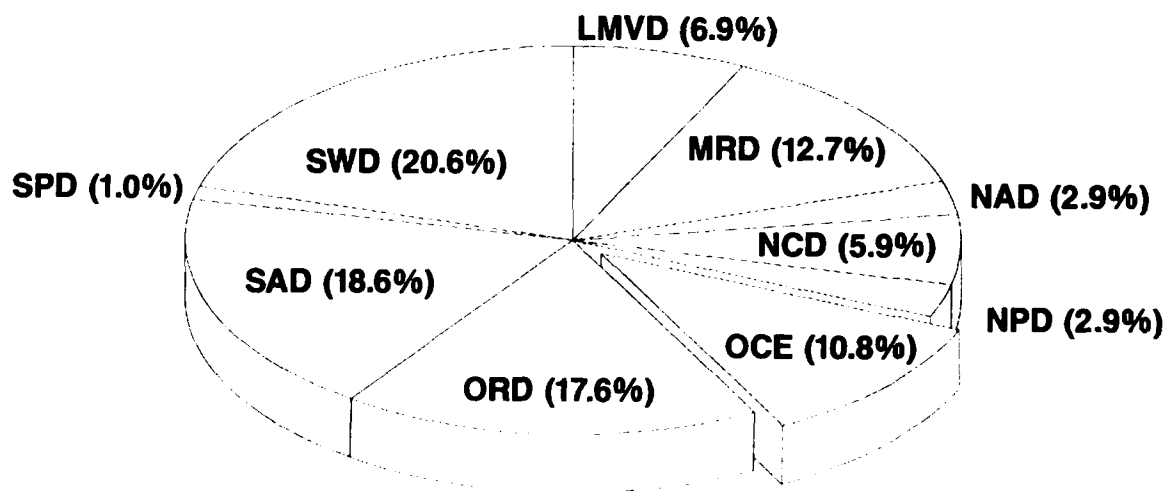 LMVD (6.9%)
MRD (12.7%)
SWD (20.6%)
SPD (1.0%)
NAD (2.9%)
NCD (5.9%)
SAD (18.6%)
NPD (2.9%)
OCE (10.8%)
ORD (17.6%)